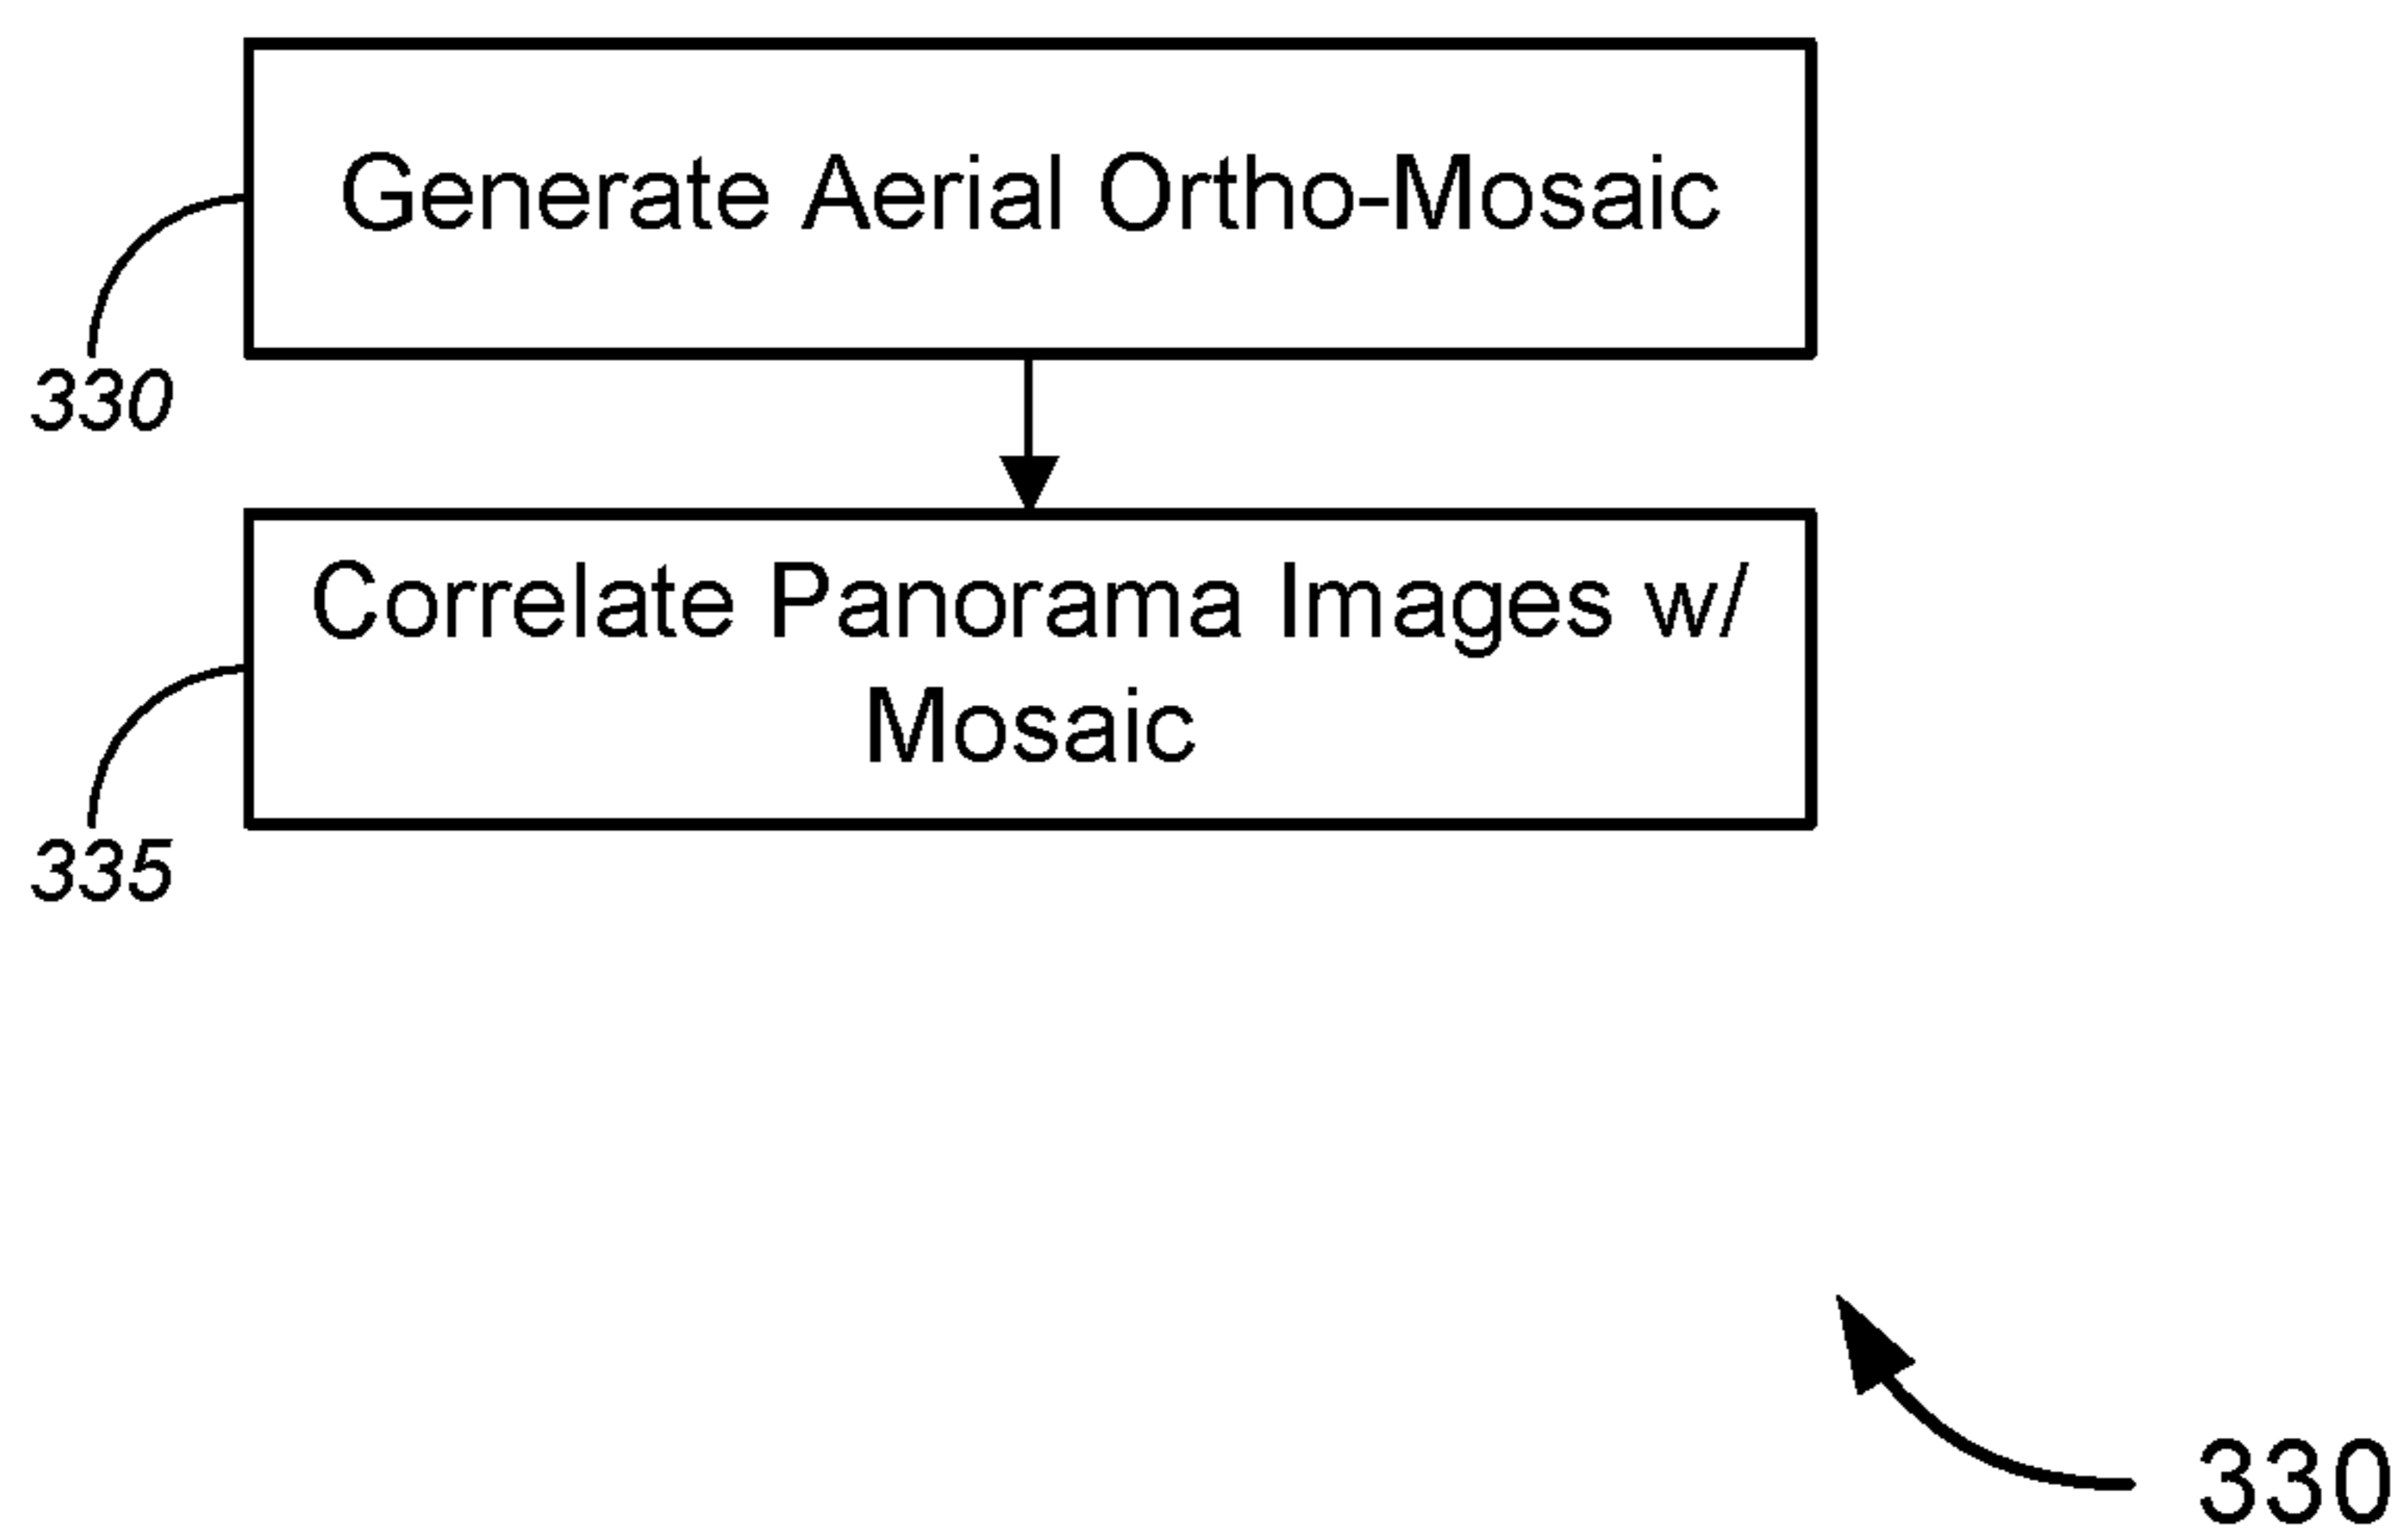 Generate Aerial Ortho-Mosaic
330
Correlate Panorama Images w/
Mosaic
335
330